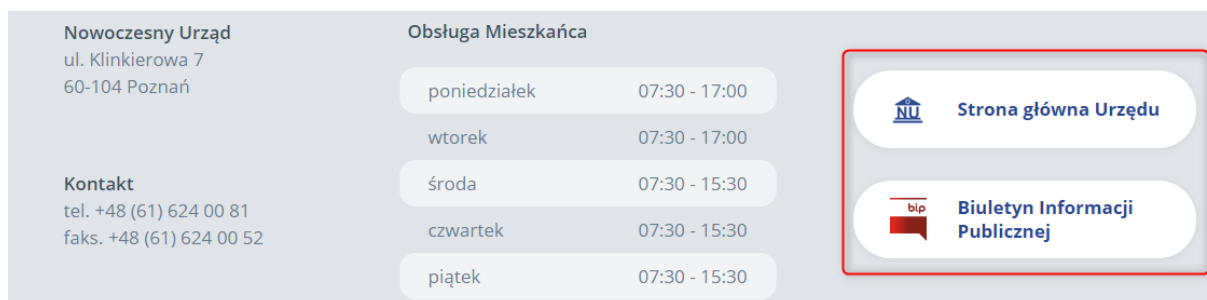 Nowoczesny Urząd
ul. Klinkierowa 7
60-104 Poznań
Kontakt
tel. +48 (61) 624 00 81
faks. +48 (61) 624 00 52
Obsługa Mieszkańca
poniedziałek 07:30 - 17:00
wtorek 07:30 - 17:00
środa 07:30 - 15:30
czwartek 07:30 - 15:30
piątek 07:30 - 15:30
NU Strona główna Urzędu
bip Biuletyn Informacji
Publicznej